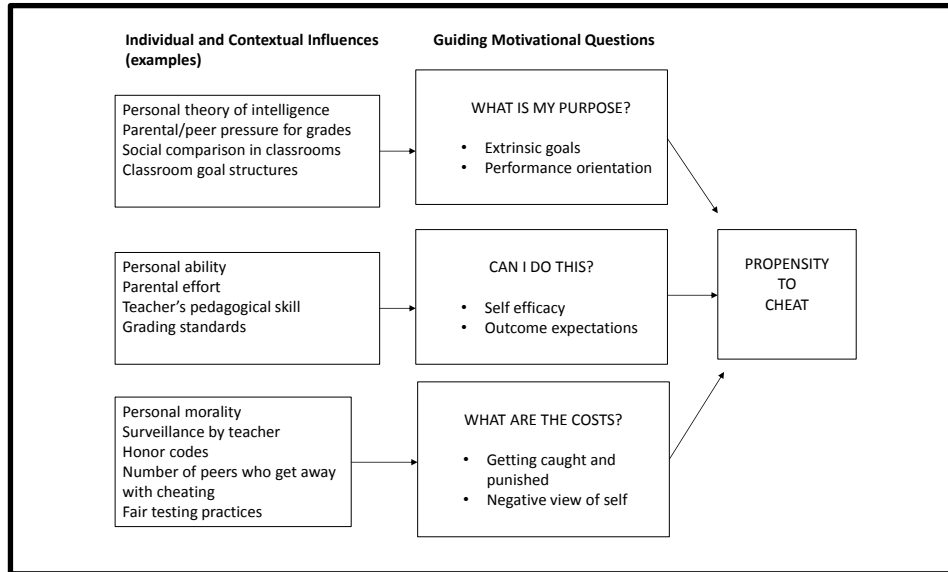 Individual and Contextual Influences
(examples)
Guiding Motivational Questions
Personal theory of intelligence
Parental/peer pressure for grades
Social comparison in classrooms
Classroom goal structures
WHAT IS MY PURPOSE?
• Extrinsic goals
• Performance orientation
Personal ability
Parental effort
Teacher's pedagogical skill
Grading standards
CAN I DO THIS?
• Self efficacy
• Outcome expectations
PROPENSITY
TO
CHEAT
Personal morality
Surveillance by teacher
Honor codes
Number of peers who get away
with cheating
Fair testing practices
WHAT ARE THE COSTS?
• Getting caught and
punished
• Negative view of self